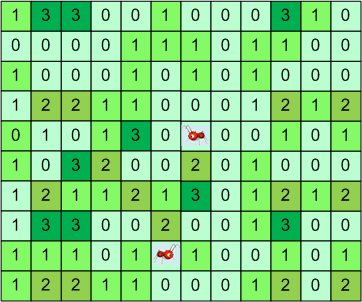 1 3 3 0 0 1 0 0 0 3 1 0
0 0 0 0 1 1 1 0 1 1 0 0
1 0 0 0 0 1 0 1 0 1 0 0 0
1 2 2 1 1 0 0 0 1 2 1 2
0 1 0 1 3 0 0 0 1 0 1
1 0 3 2 0 0 2 0 1 0 0 0
1 2 1 1 2 1 3 0 1 2 1 2
1 3 3 0 0 2 0 0 1 3 0 0
1 1 1 0 1 1 0 0 1 0 1
1 2 2 1 1 0 0 0 1 2 0 2